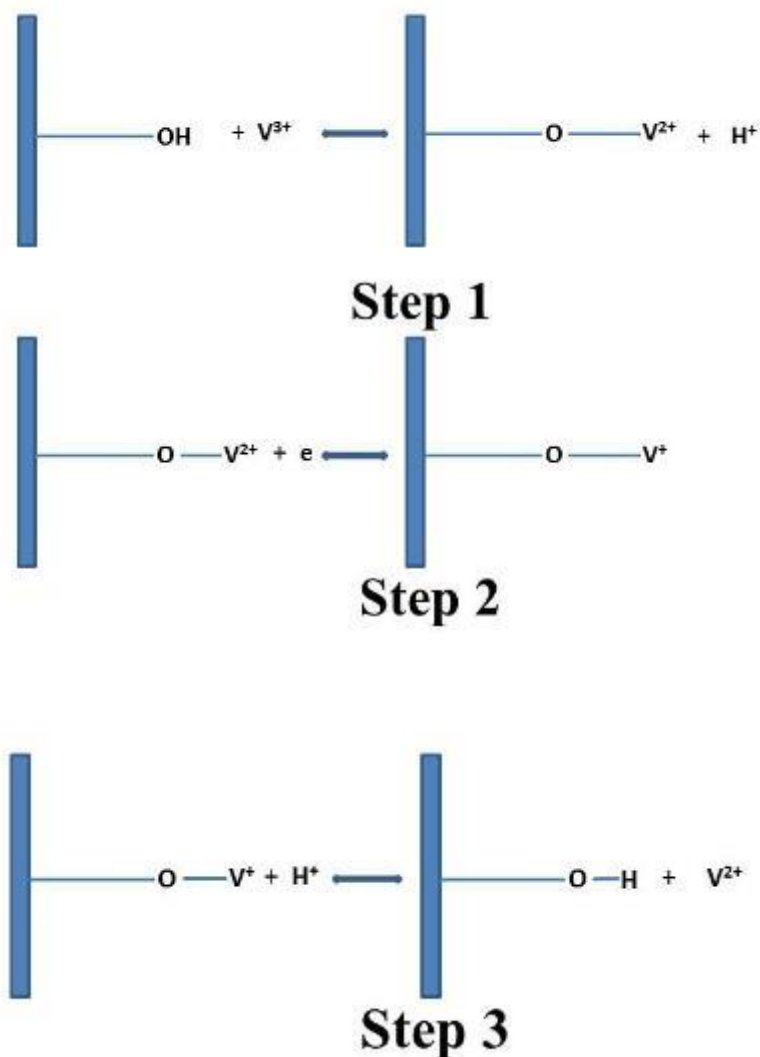 OH + V³⁺ O V²⁺ + H⁺
Step 1
O V²⁺ + e O V⁺
Step 2
O V⁺ + H⁺ O H + V²⁺
Step 3